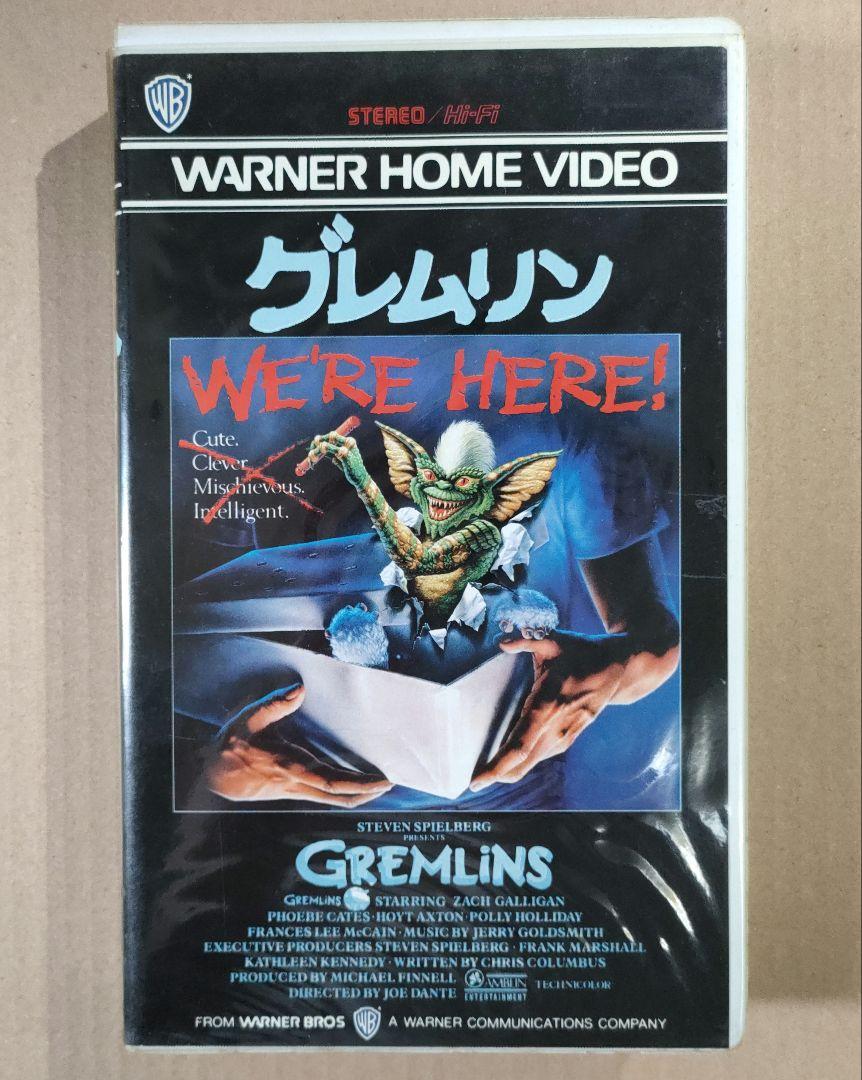 WB
STEREO/Hi-Fi
WARNER HOME VIDEO
グレムリン
WE'RE HERE!
Cute.
Clever.
Mischievous.
Intelligent.
STEVEN SPIELBERG
PRESENTS
GREMLiNS
GREMLiNS STARRING ZACH GALLIGAN
PHOEBE CATES · HOYT AXTON · POLLY HOLLIDAY
FRANCES LEE McCAIN · MUSIC BY JERRY GOLDSMITH
EXECUTIVE PRODUCERS STEVEN SPIELBERG · FRANK MARSHALL
KATHLEEN KENNEDY · WRITTEN BY CHRIS COLUMBUS
PRODUCED BY MICHAEL FINNELL AMBLIN TECHNICOLOR
DIRECTED BY JOE DANTE ENTERTAINMENT
FROM WARNER BROS WB A WARNER COMMUNICATIONS COMPANY